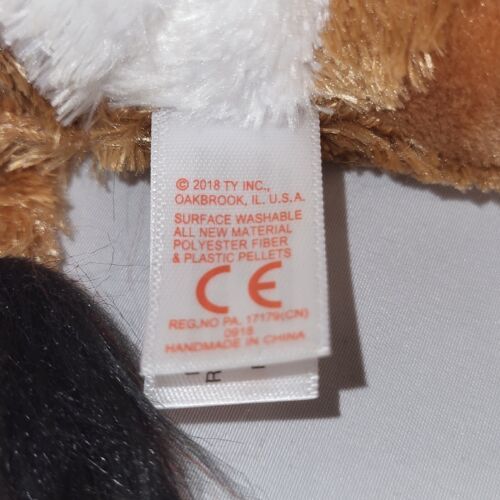 © 2018 TY INC.,
OAKBROOK, IL. U.S.A.
SURFACE WASHABLE
ALL NEW MATERIAL
POLYESTER FIBER
& PLASTIC PELLETS
CE
REG.NO PA. 17179(CN)
0918
HANDMADE IN CHINA